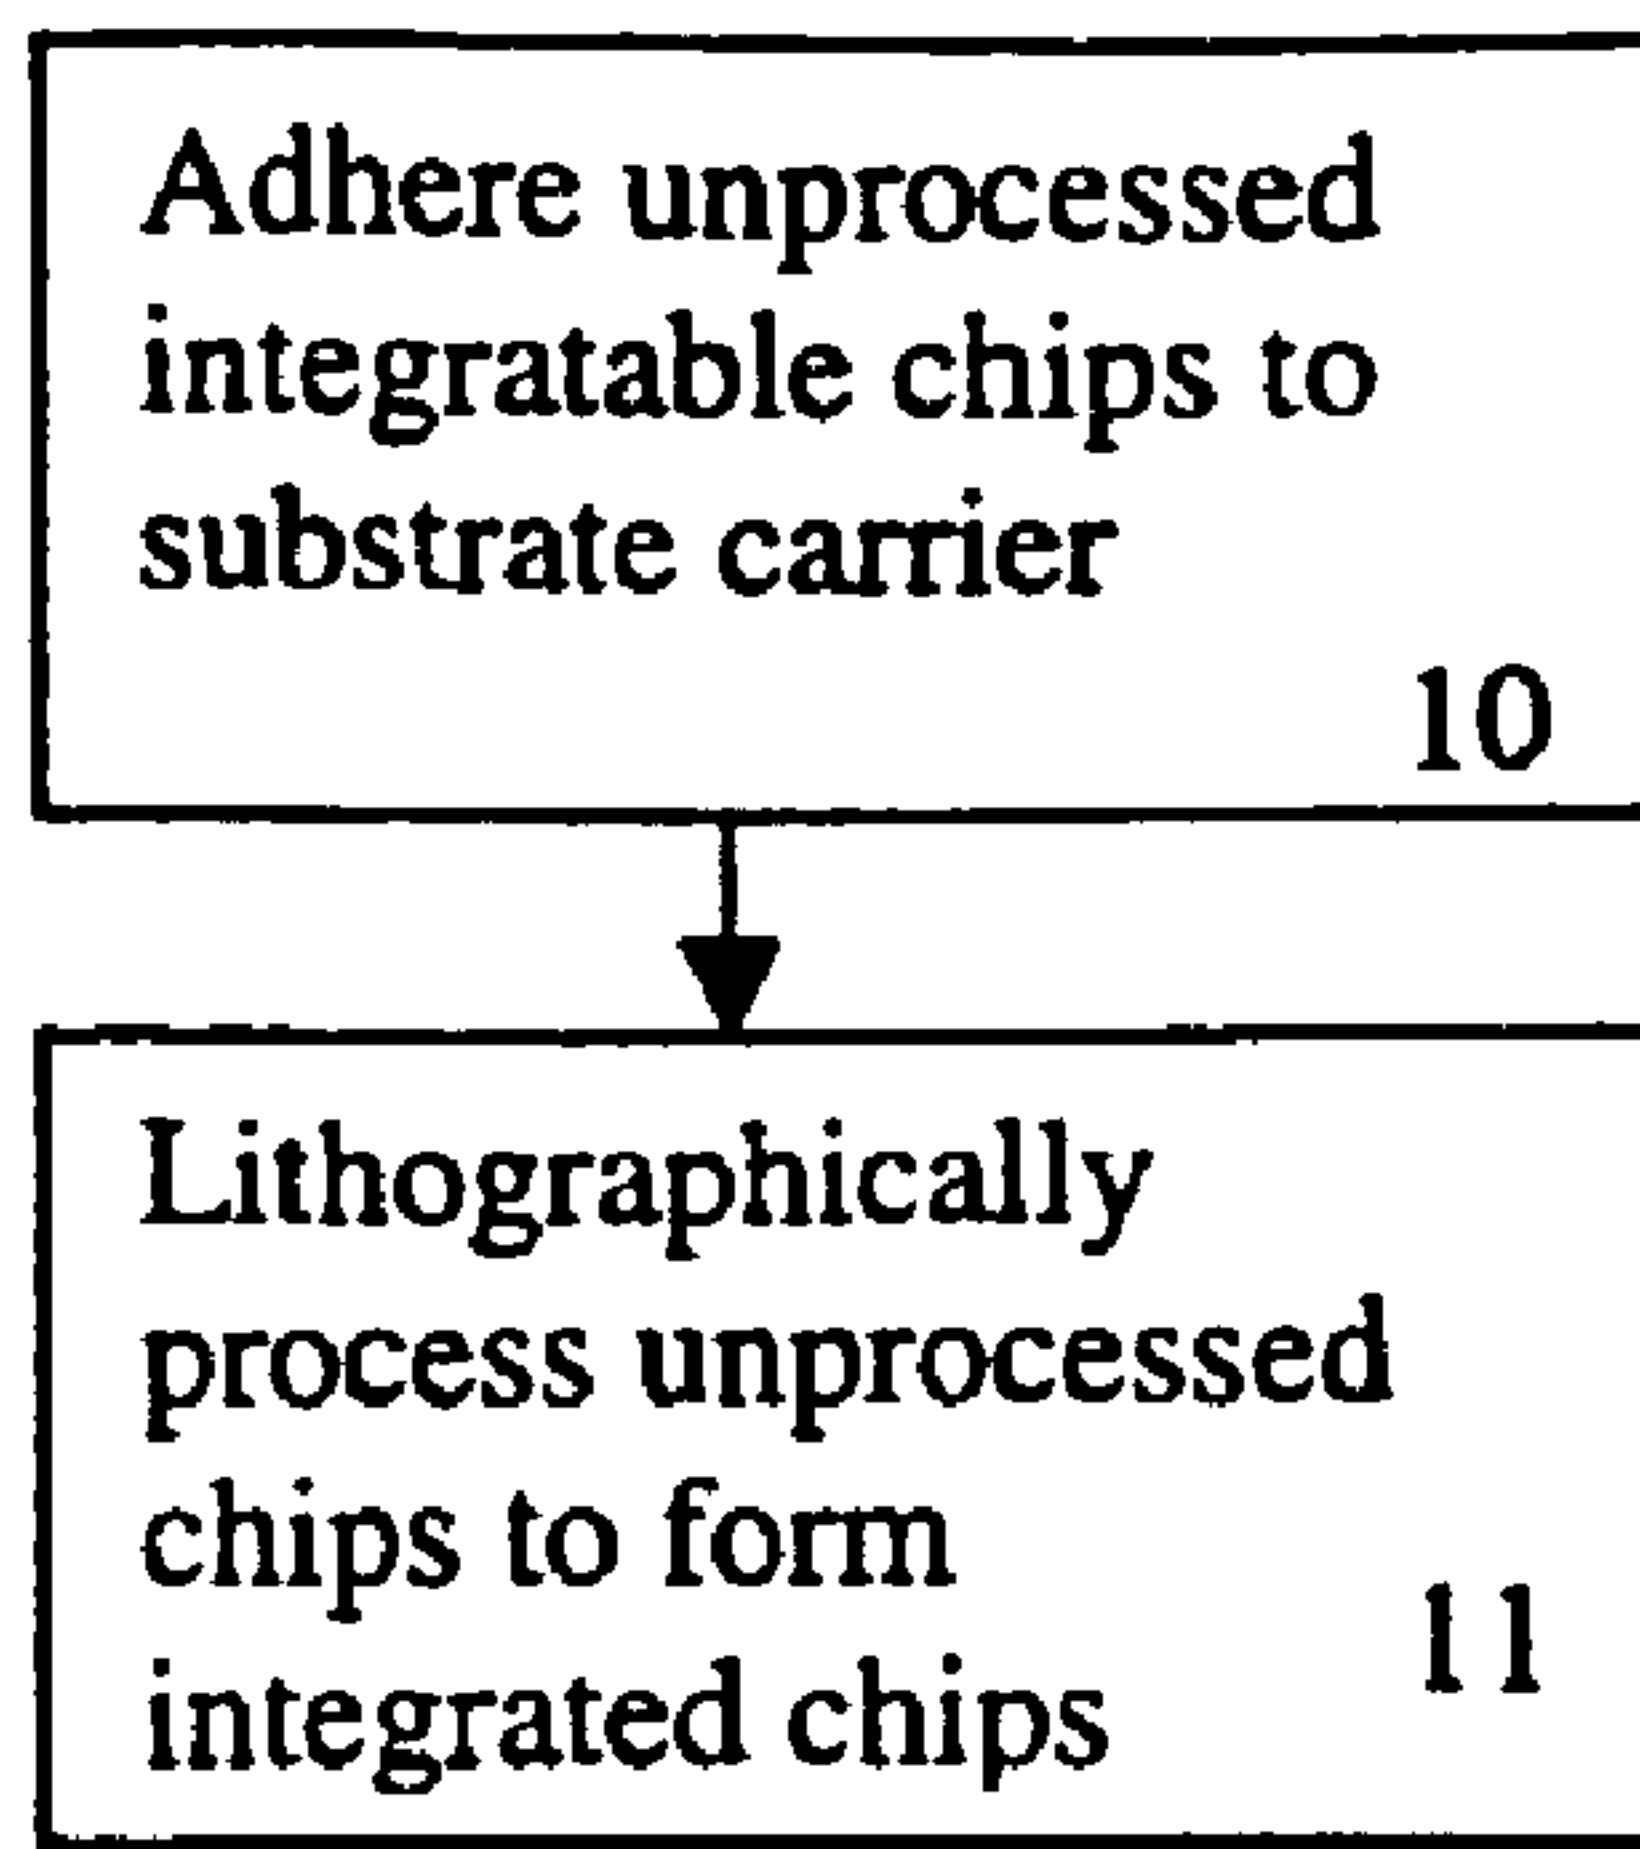 Adhere unprocessed
integratable chips to
substrate carrier
10
Lithographically
process unprocessed
chips to form
11
integrated chips